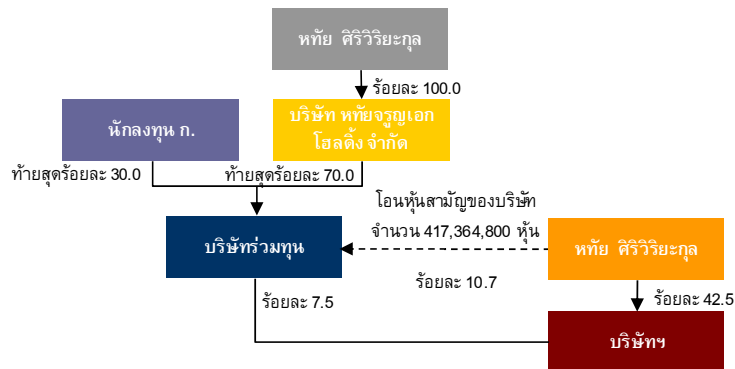 หทัย ศิริวิริยะกุล
ร้อยละ 100.0
นักลงทุน ก.
บริษัท หทัยจรูญเอก
โฮลดิ้ง จำกัด
ท้ายสุดร้อยละ 30.0
ท้ายสุดร้อยละ 70.0
โอนหุ้นสามัญของบริษัท
จำนวน 417,364,800 หุ้น
บริษัทร่วมทุน
หทัย ศิริวิริยะกุล
ร้อยละ 10.7
ร้อยละ 7.5
ร้อยละ 42.5
บริษัทฯ